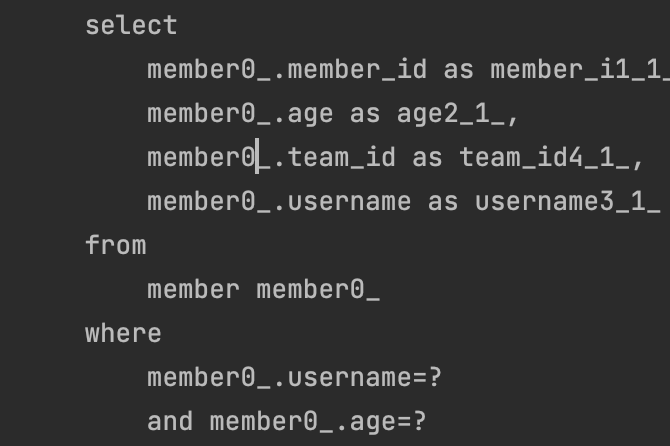 select
member0_.member_id as member_i1_1_
member0_.age as age2_1_,
member0_.team_id as team_id4_1_,
member0_.username as username3_1_
from
member member0_
where
member0_.username=?
and member0_.age=?